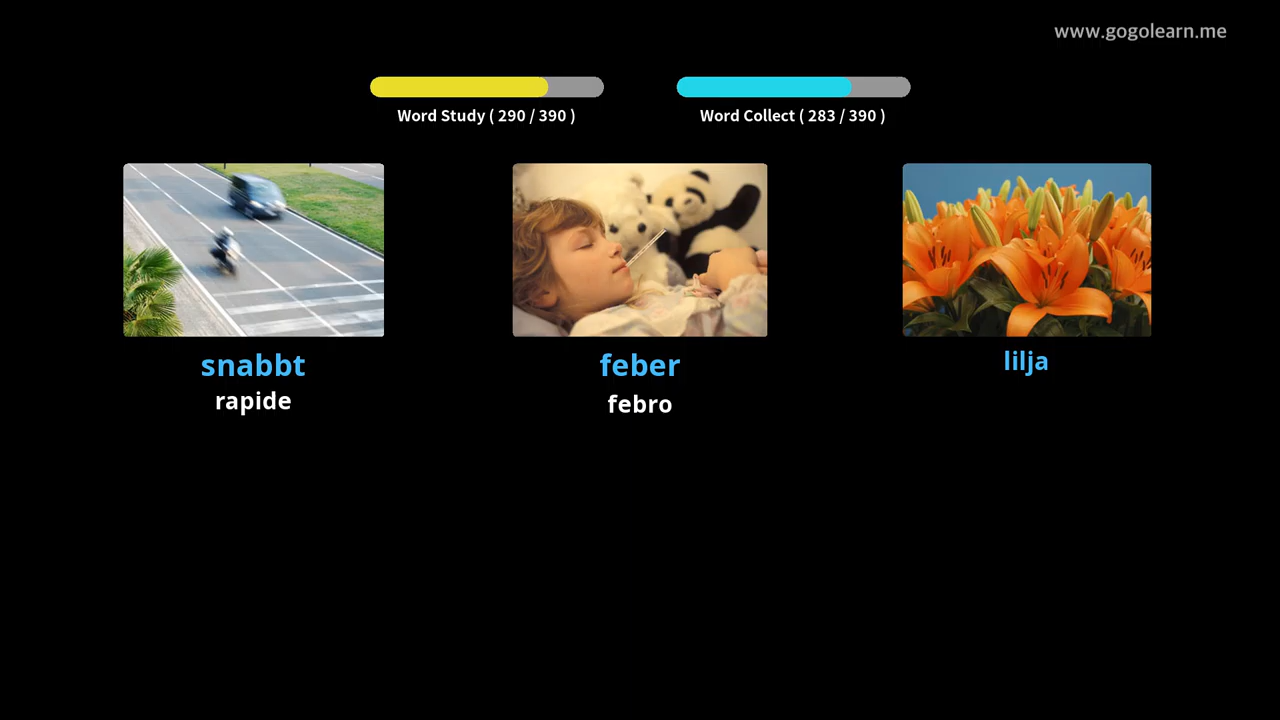 www.gogolearn.me
Word Study ( 290 / 390 )
Word Collect ( 283 / 390 )
snabbt
rapide
feber
febro
lilja